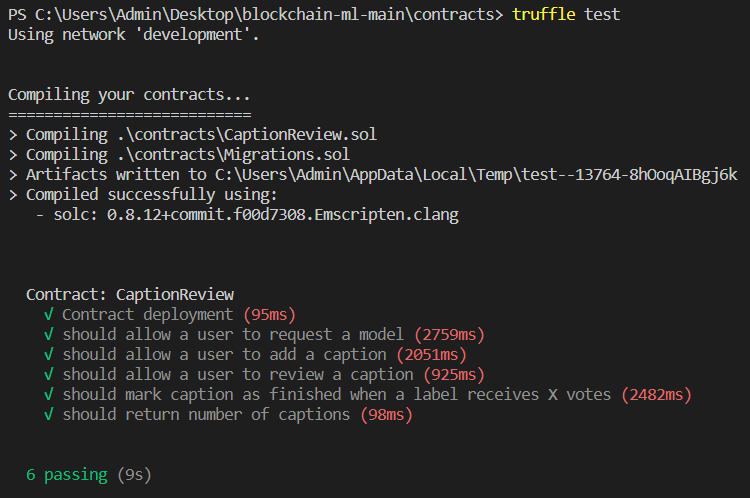 PS C:\Users\Admin\Desktop\blockchain-ml-main\contracts> truffle test
Using network 'development'.
Compiling your contracts...
===========================
> Compiling .\contracts\CaptionReview.sol
> Compiling .\contracts\Migrations.sol
> Artifacts written to C:\Users\Admin\AppData\Local\Temp\test--13764-8hOoqAIBgj6k
> Compiled successfully using:
- solc: 0.8.12+commit.f00d7308.Emscripten.clang
Contract: CaptionReview
√ Contract deployment (95ms)
√ should allow a user to request a model (2759ms)
√ should allow a user to add a caption (2051ms)
√ should allow a user to review a caption (925ms)
√ should mark caption as finished when a label receives X votes (2482ms)
√ should return number of captions (98ms)
6 passing (9s)